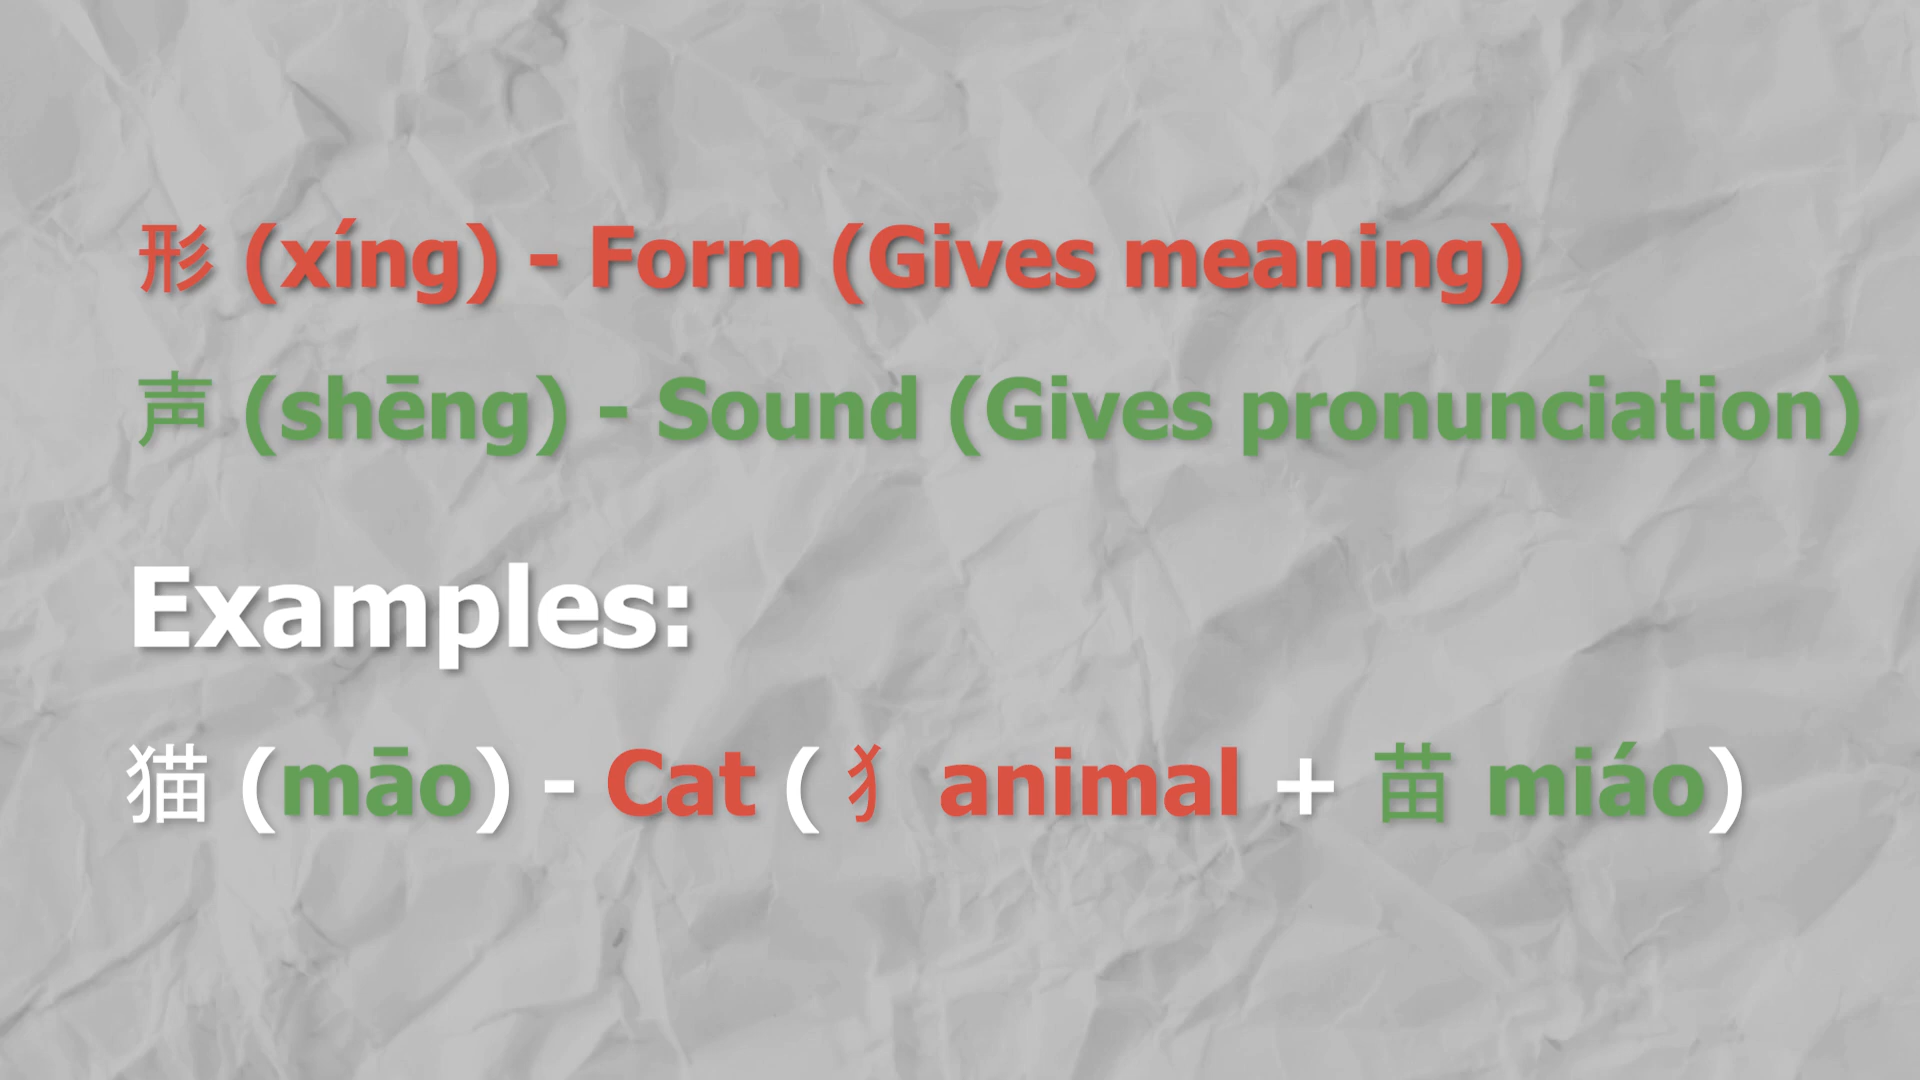 形 (xíng) - Form (Gives meaning)
声 (shēng) - Sound (Gives pronunciation)
Examples:
猫 (māo) - Cat (犭 animal + 苗 miáo)